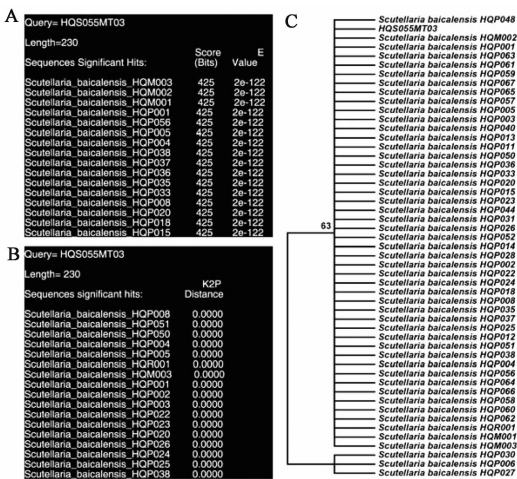 A
Query= HQS055MT03
Length=230
Sequences Significant Hits: Score (Bits) E Value
Scutellaria_baicalensis_HQM003 425 2e-122
Scutellaria_baicalensis_HQM002 425 2e-122
Scutellaria_baicalensis_HQM001 425 2e-122
Scutellaria_baicalensis_HQP001 425 2e-122
Scutellaria_baicalensis_HQP056 425 2e-122
Scutellaria_baicalensis_HQP005 425 2e-122
Scutellaria_baicalensis_HQP004 425 2e-122
Scutellaria_baicalensis_HQP038 425 2e-122
Scutellaria_baicalensis_HQP037 425 2e-122
Scutellaria_baicalensis_HQP036 425 2e-122
Scutellaria_baicalensis_HQP035 425 2e-122
Scutellaria_baicalensis_HQP033 425 2e-122
Scutellaria_baicalensis_HQP008 425 2e-122
Scutellaria_baicalensis_HQP020 425 2e-122
Scutellaria_baicalensis_HQP018 425 2e-122
Scutellaria_baicalensis_HQP015 425 2e-122
B
Query= HQS055MT03
Length= 230
Sequences significant hits: K2P Distance
Scutellaria_baicalensis_HQP008 0.0000
Scutellaria_baicalensis_HQP051 0.0000
Scutellaria_baicalensis_HQP050 0.0000
Scutellaria_baicalensis_HQP004 0.0000
Scutellaria_baicalensis_HQP005 0.0000
Scutellaria_baicalensis_HQR001 0.0000
Scutellaria_baicalensis_HQM003 0.0000
Scutellaria_baicalensis_HQP001 0.0000
Scutellaria_baicalensis_HQP002 0.0000
Scutellaria_baicalensis_HQP003 0.0000
Scutellaria_baicalensis_HQP022 0.0000
Scutellaria_baicalensis_HQP023 0.0000
Scutellaria_baicalensis_HQP020 0.0000
Scutellaria_baicalensis_HQP026 0.0000
Scutellaria_baicalensis_HQP024 0.0000
Scutellaria_baicalensis_HQP025 0.0000
Scutellaria_baicalensis_HQP038 0.0000
C
Scutellaria baicalensis HQP048
HQS055MT03
Scutellaria baicalensis HQM002
Scutellaria baicalensis HQP001
Scutellaria baicalensis HQP063
Scutellaria baicalensis HQP061
Scutellaria baicalensis HQP059
Scutellaria baicalensis HQP067
Scutellaria baicalensis HQP065
Scutellaria baicalensis HQP057
Scutellaria baicalensis HQP005
Scutellaria baicalensis HQP003
Scutellaria baicalensis HQP040
Scutellaria baicalensis HQP013
Scutellaria baicalensis HQP011
Scutellaria baicalensis HQP050
Scutellaria baicalensis HQP036
Scutellaria baicalensis HQP033
Scutellaria baicalensis HQP020
Scutellaria baicalensis HQP015
Scutellaria baicalensis HQP023
Scutellaria baicalensis HQP044
Scutellaria baicalensis HQP031
63
Scutellaria baicalensis HQP026
Scutellaria baicalensis HQP052
Scutellaria baicalensis HQP014
Scutellaria baicalensis HQP028
Scutellaria baicalensis HQP002
Scutellaria baicalensis HQP022
Scutellaria baicalensis HQP024
Scutellaria baicalensis HQP018
Scutellaria baicalensis HQP008
Scutellaria baicalensis HQP035
Scutellaria baicalensis HQP037
Scutellaria baicalensis HQP025
Scutellaria baicalensis HQP012
Scutellaria baicalensis HQP051
Scutellaria baicalensis HQP038
Scutellaria baicalensis HQP004
Scutellaria baicalensis HQP056
Scutellaria baicalensis HQP064
Scutellaria baicalensis HQP066
Scutellaria baicalensis HQP058
Scutellaria baicalensis HQP060
Scutellaria baicalensis HQP062
Scutellaria baicalensis HQR001
Scutellaria baicalensis HQM001
Scutellaria baicalensis HQM003
Scutellaria baicalensis HQP030
Scutellaria baicalensis HQP006
Scutellaria baicalensis HQP027